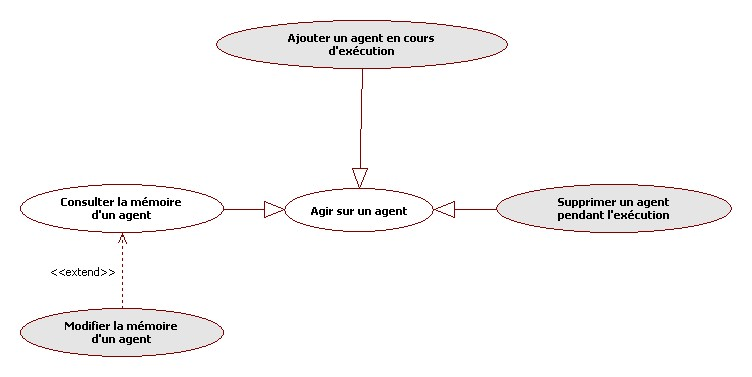 Ajouter un agent en cours
d'exécution
Consulter la mémoire
d'un agent
Agir sur un agent
Supprimer un agent
pendant l'exécution
<<extend>>
Modifier la mémoire
d'un agent